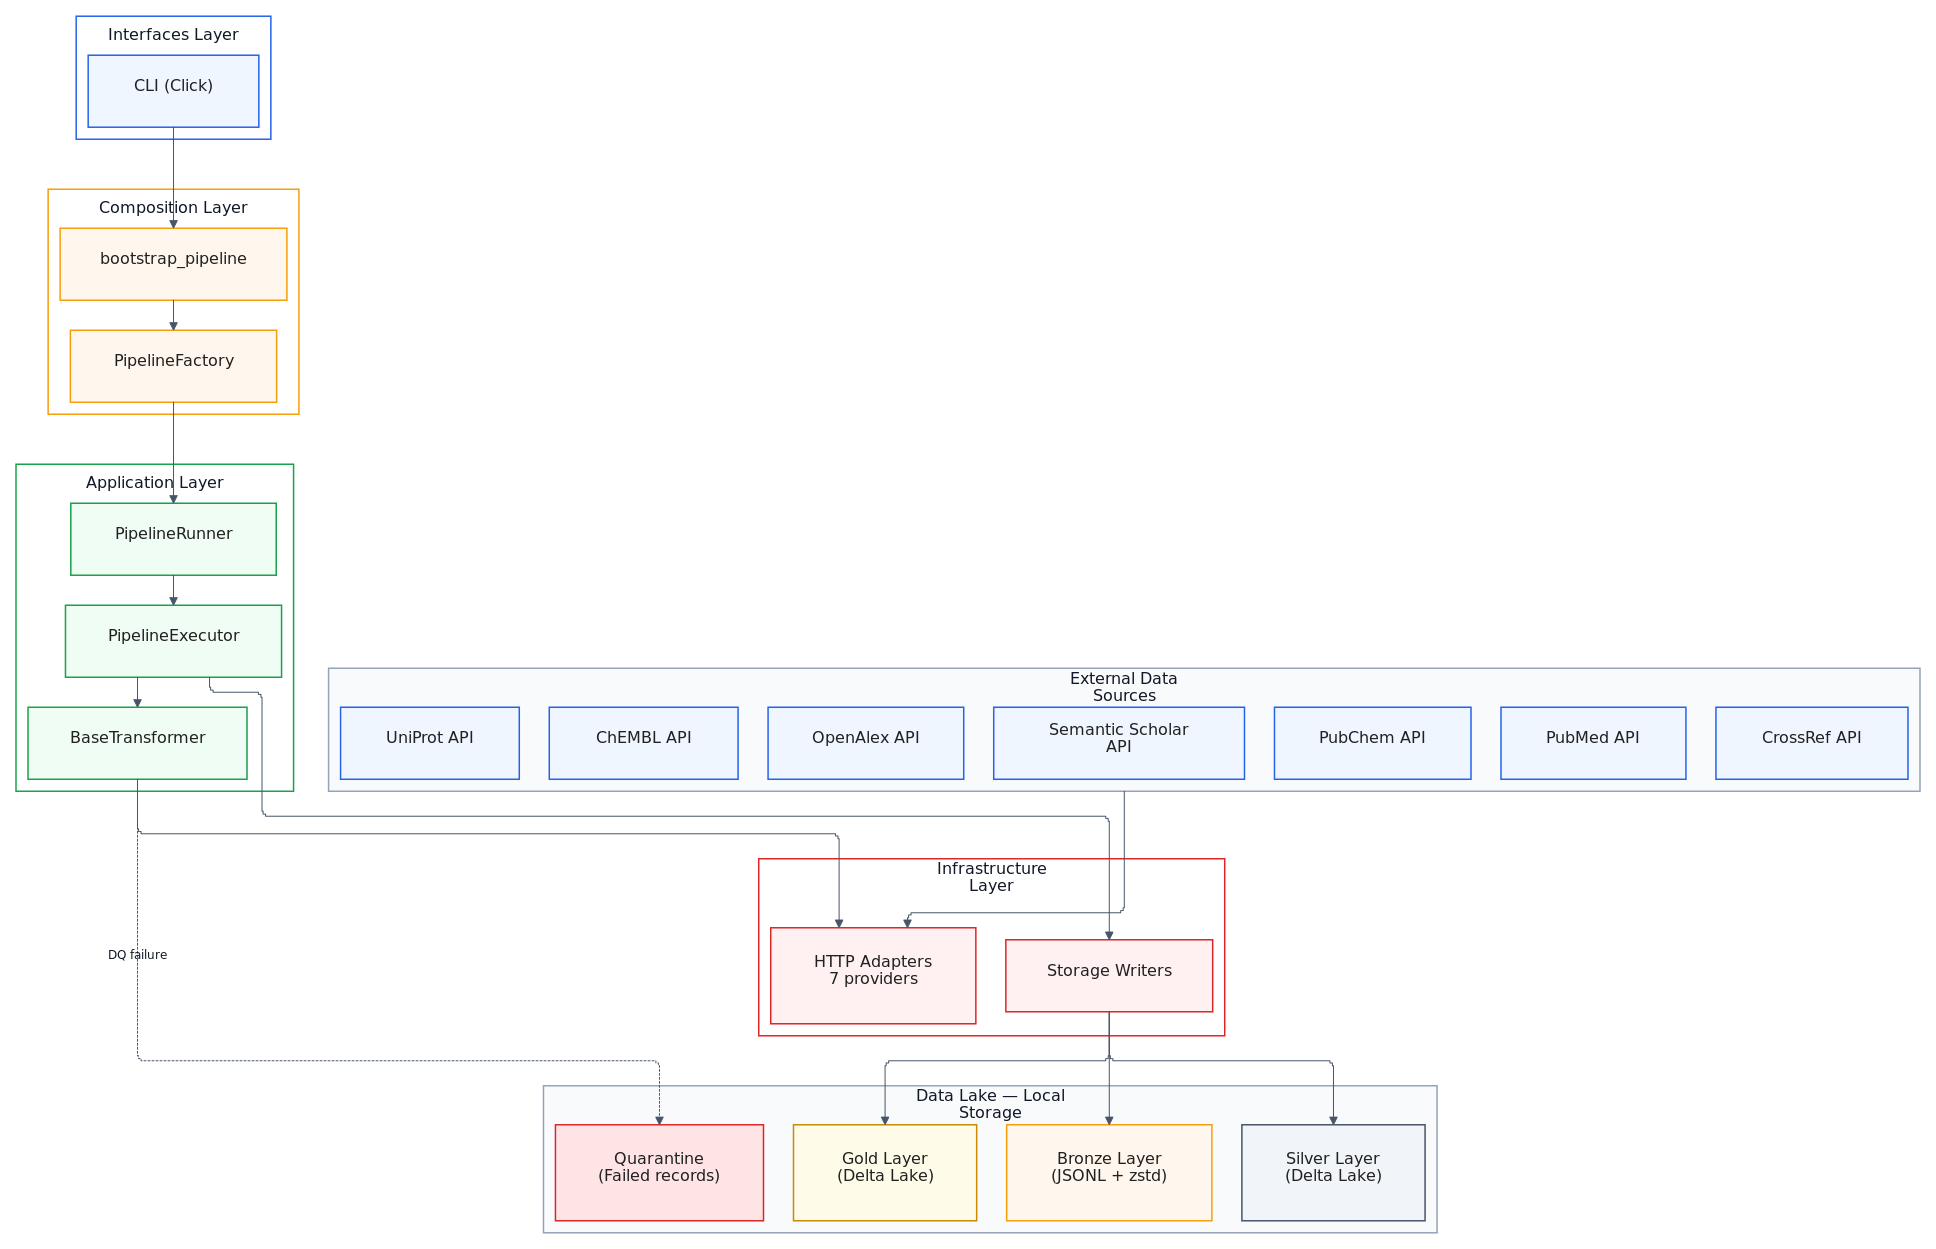 Interfaces Layer
CLI (Click)
Composition Layer
bootstrap_pipeline
PipelineFactory
Application Layer
PipelineRunner
PipelineExecutor
BaseTransformer
External Data
Sources
UniProt API
ChEMBL API
OpenAlex API
Semantic Scholar
API
PubChem API
PubMed API
CrossRef API
Infrastructure
Layer
HTTP Adapters
7 providers
Storage Writers
DQ failure
Data Lake — Local
Storage
Quarantine
(Failed records)
Gold Layer
(Delta Lake)
Bronze Layer
(JSONL + zstd)
Silver Layer
(Delta Lake)